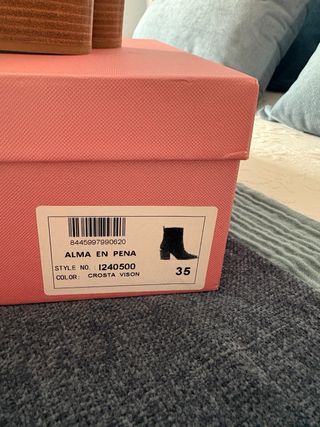 8445997990620
ALMA EN PENA
STYLE NO. : I240500
COLOR: CROSTA VISON
35